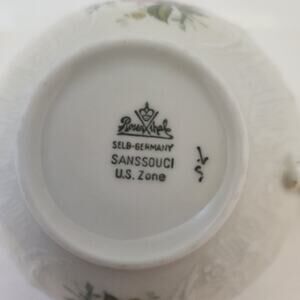 Rosenthal
SELB-GERMANY
SANSSOUCI
U.S. Zone